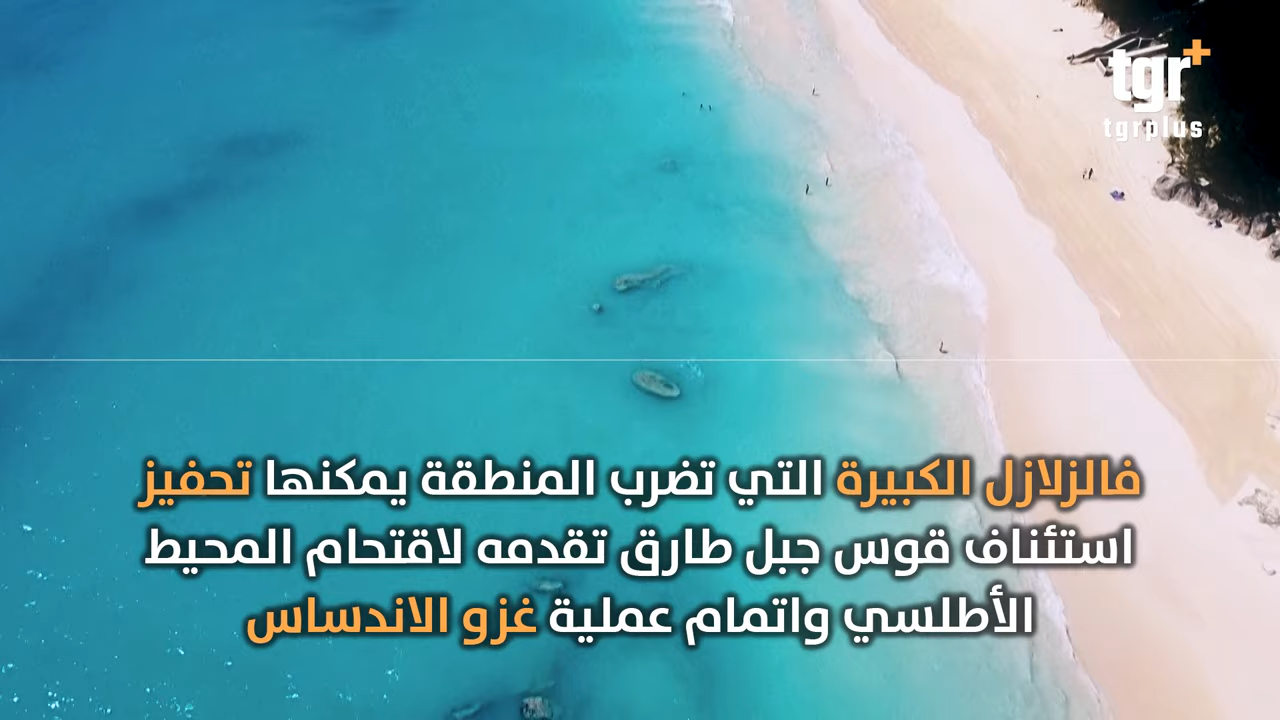 tgr+
tgrplus
فالزلازل الكبيرة التي تضرب المنطقة يمكنها تحفيز
استئناف قوس جبل طارق تقدمه لاقتحام المحيط
الأطلسي واتمام عملية غزو الاندساس